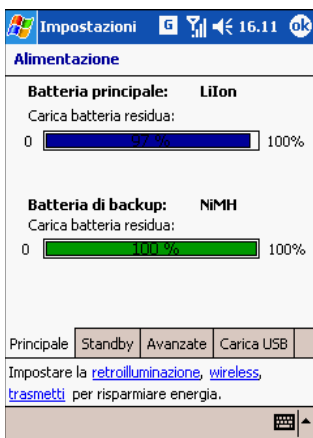 Impostazioni G 16.11 ok
Alimentazione
Batteria principale: LiIon
Carica batteria residua:
0 97 % 100%
Batteria di backup: NiMH
Carica batteria residua:
0 100 % 100%
Principale Standby Avanzate Carica USB
Impostare la retroilluminazione, wireless,
trasmetti per risparmiare energia.